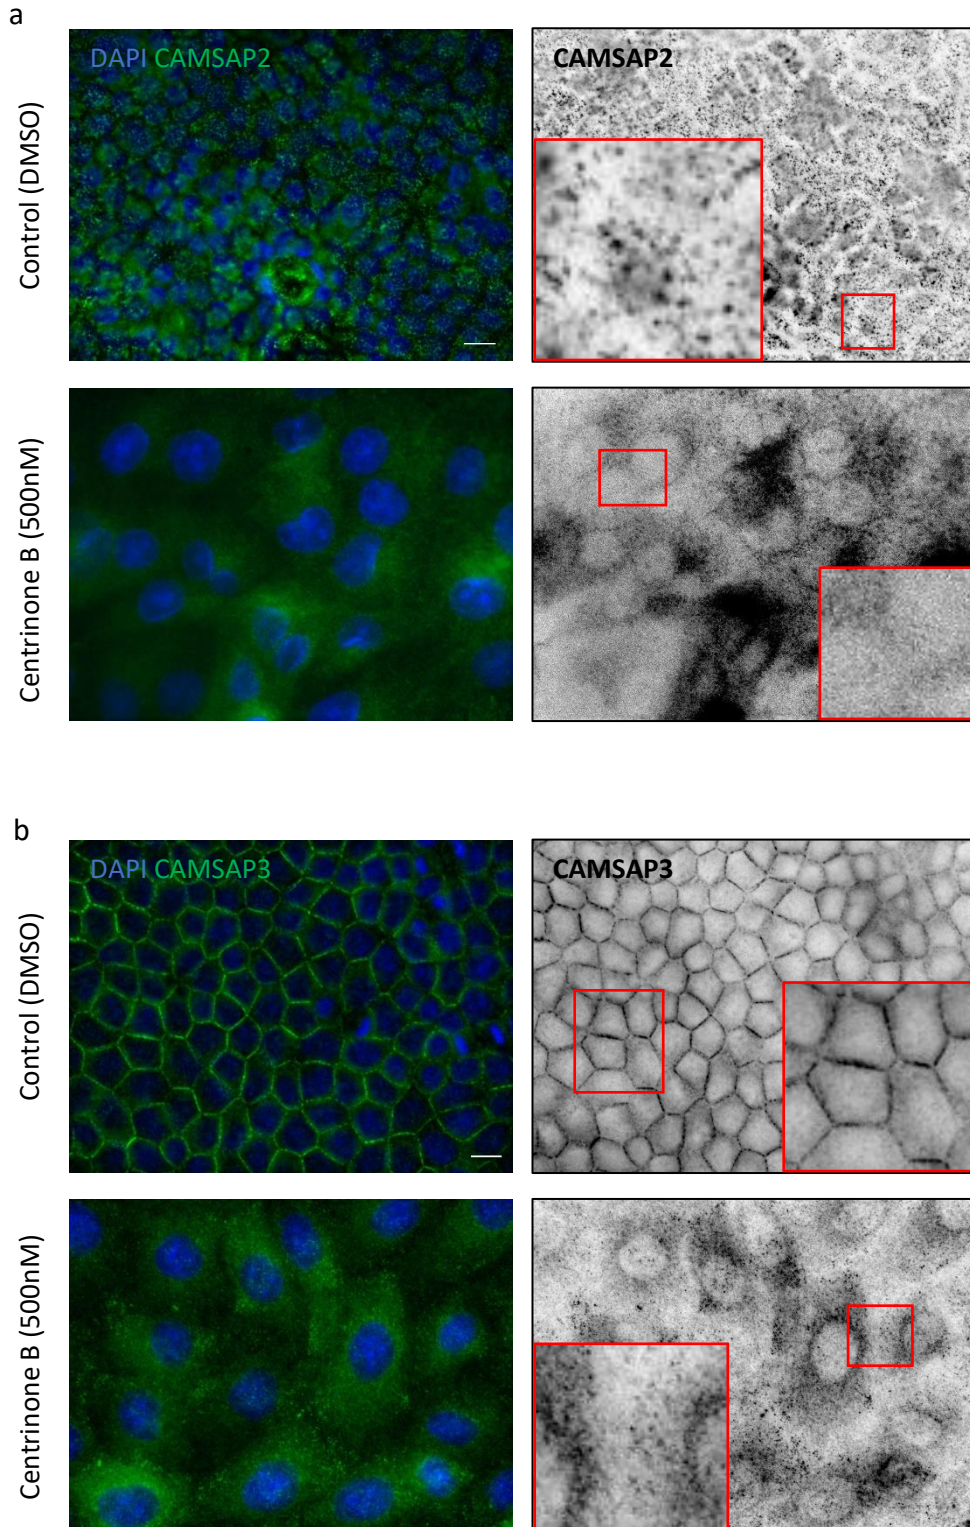 a
DAPI CAMSAP2
CAMSAP2
Control (DMSO)
Centrinone B (500nM)
b
DAPI CAMSAP3
CAMSAP3
Control (DMSO)
Centrinone B (500nM)